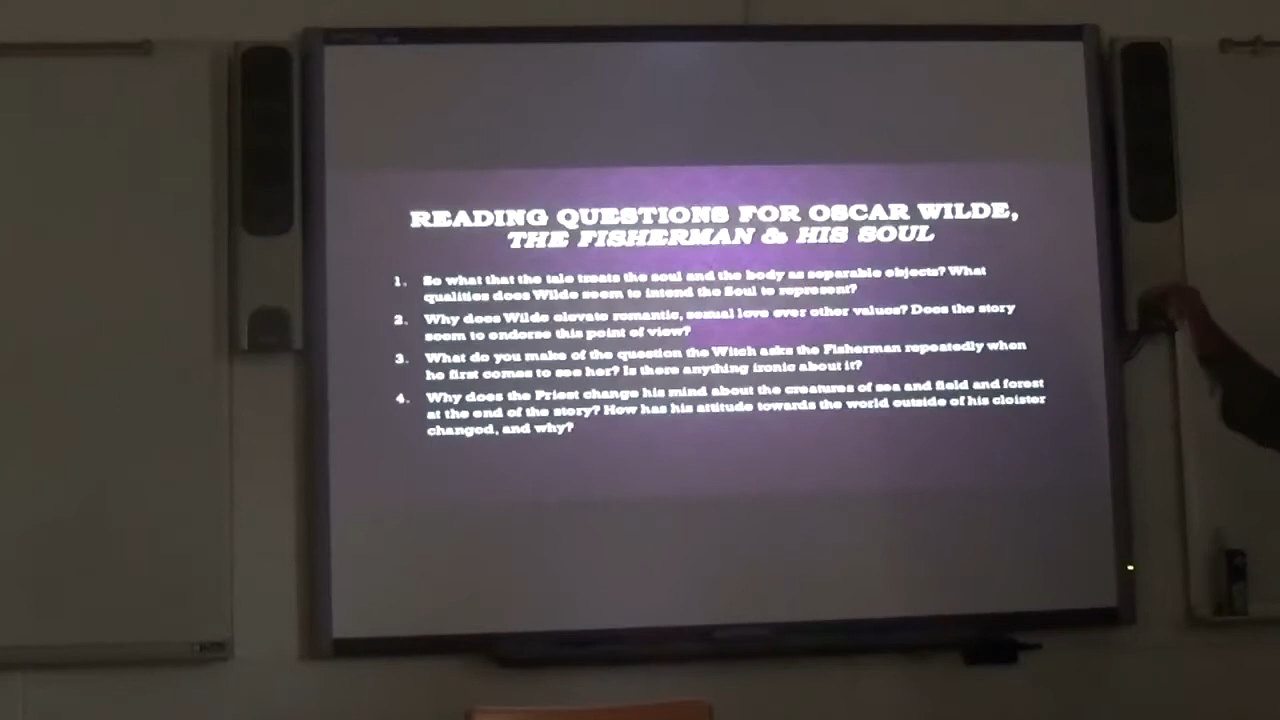 READING QUESTIONS FOR OSCAR WILDE,
THE FISHERMAN & HIS SOUL
1. So what that the tale treats the soul and the body as separable objects? What
qualities does Wilde seem to intend the Soul to represent?
2. Why does Wilde elevate romantic, sexual love over other values? Does the story
seem to endorse this point of view?
3. What do you make of the question the Witch asks the Fisherman repeatedly when
he first comes to see her? Is there anything ironic about it?
4. Why does the Priest change his mind about the creatures of sea and field and forest
at the end of the story? How has his attitude towards the world outside of his cloister
changed, and why?